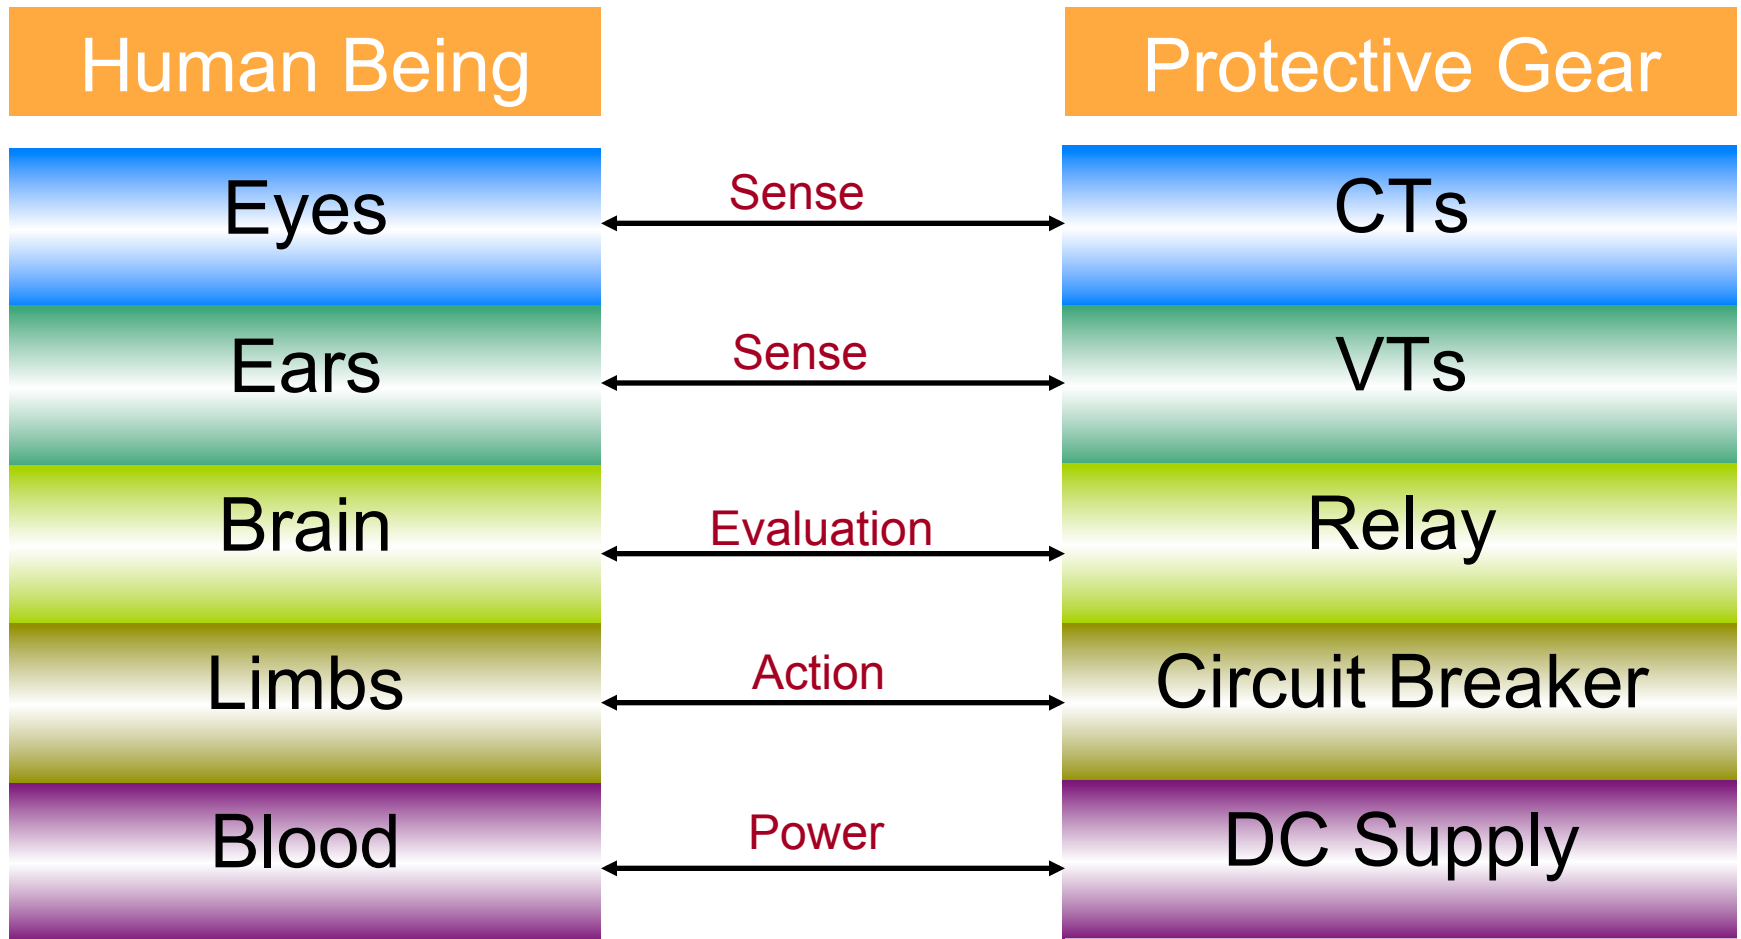 Human Being
Protective Gear
Eyes
Sense
CTs
Ears
Sense
VTs
Brain
Evaluation
Relay
Limbs
Action
Circuit Breaker
Blood
Power
DC Supply